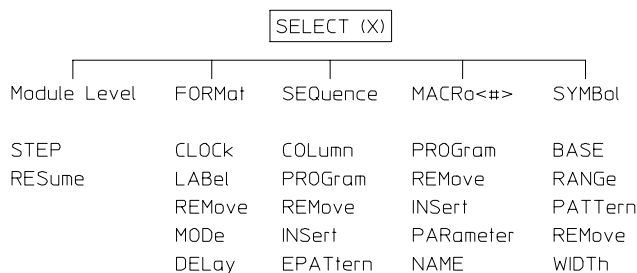 SELECT (X)
Module Level FORMat SEQuence MACRo<#> SYMBol
STEP CLOCk COLumn PROGram BASE
RESume LABel PROGram REMove RANGe
REMove REMove INSert PATTern
MODe INSert PARameter REMove
DELay EPATtern NAME WIDTh